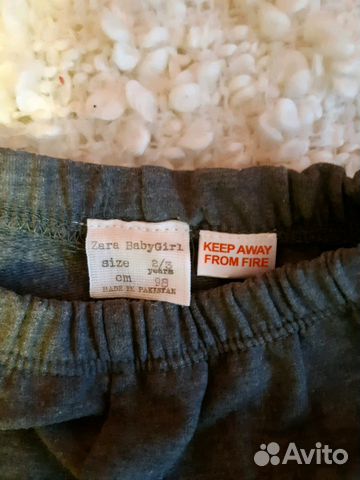 Zara BabyGirl
size 2/3 years
cm 98
MADE IN PAKISTAN
KEEP AWAY
FROM FIRE
Avito